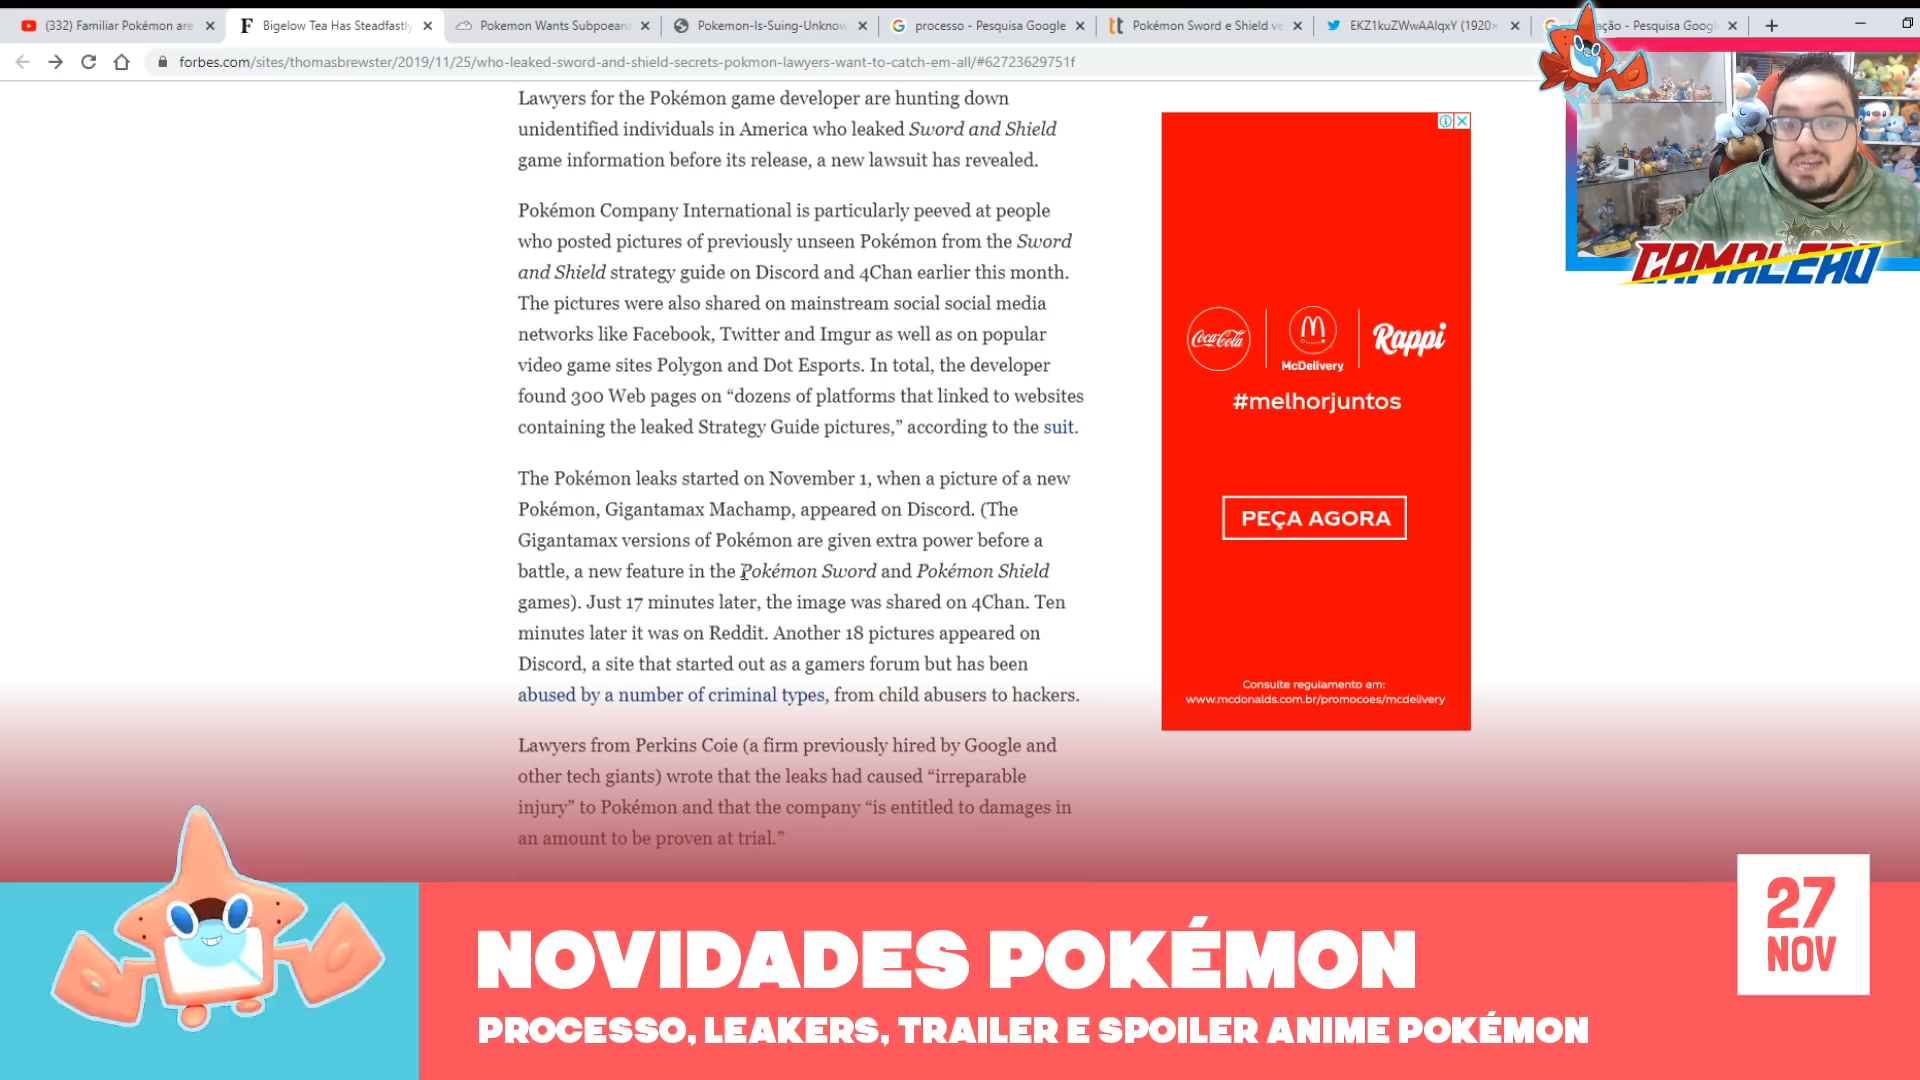 (332) Familiar Pokémon are
Bigelow Tea Has Steadfastly
Pokemon Wants Subpoena
Pokemon-Is-Suing-Unknow
processo - Pesquisa Google
Pokémon Sword e Shield ve
EKZ1kuZWwAAlqxY (1920×
ção - Pesquisa Goog
forbes.com/sites/thomasbrewster/2019/11/25/who-leaked-sword-and-shield-secrets-pokmon-lawyers-want-to-catch-em-all/#62723629751f
Lawyers for the Pokémon game developer are hunting down
unidentified individuals in America who leaked Sword and Shield
game information before its release, a new lawsuit has revealed.
Pokémon Company International is particularly peeved at people
who posted pictures of previously unseen Pokémon from the Sword
and Shield strategy guide on Discord and 4Chan earlier this month.
The pictures were also shared on mainstream social social media
networks like Facebook, Twitter and Imgur as well as on popular
video game sites Polygon and Dot Esports. In total, the developer
found 300 Web pages on “dozens of platforms that linked to websites
containing the leaked Strategy Guide pictures,” according to the suit.
The Pokémon leaks started on November 1, when a picture of a new
Pokémon, Gigantamax Machamp, appeared on Discord. (The
Gigantamax versions of Pokémon are given extra power before a
battle, a new feature in the Pokémon Sword and Pokémon Shield
games). Just 17 minutes later, the image was shared on 4Chan. Ten
minutes later it was on Reddit. Another 18 pictures appeared on
Discord, a site that started out as a gamers forum but has been
abused by a number of criminal types, from child abusers to hackers.
Lawyers from Perkins Coie (a firm previously hired by Google and
other tech giants) wrote that the leaks had caused “irreparable
injury” to Pokémon and that the company “is entitled to damages in
an amount to be proven at trial.”
Coca-Cola
McDelivery
Rappi
#melhorjuntos
PEÇA AGORA
Consulte regulamento em:
www.mcdonalds.com.br/promocoes/mcdelivery
CAMALEAO
27
NOV
NOVIDADES POKÉMON
PROCESSO, LEAKERS, TRAILER E SPOILER ANIME POKÉMON